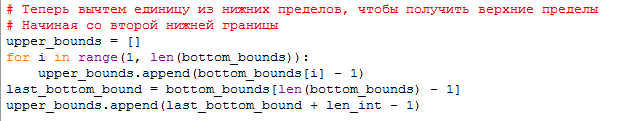 # Теперь вычтем единицу из нижних пределов, чтобы получить верхние пределы
# Начиная со второй нижней границы
upper_bounds = []
for i in range(1, len(bottom_bounds)):
    upper_bounds.append(bottom_bounds[i] - 1)
last_bottom_bound = bottom_bounds[len(bottom_bounds) - 1]
upper_bounds.append(last_bottom_bound + len_int - 1)